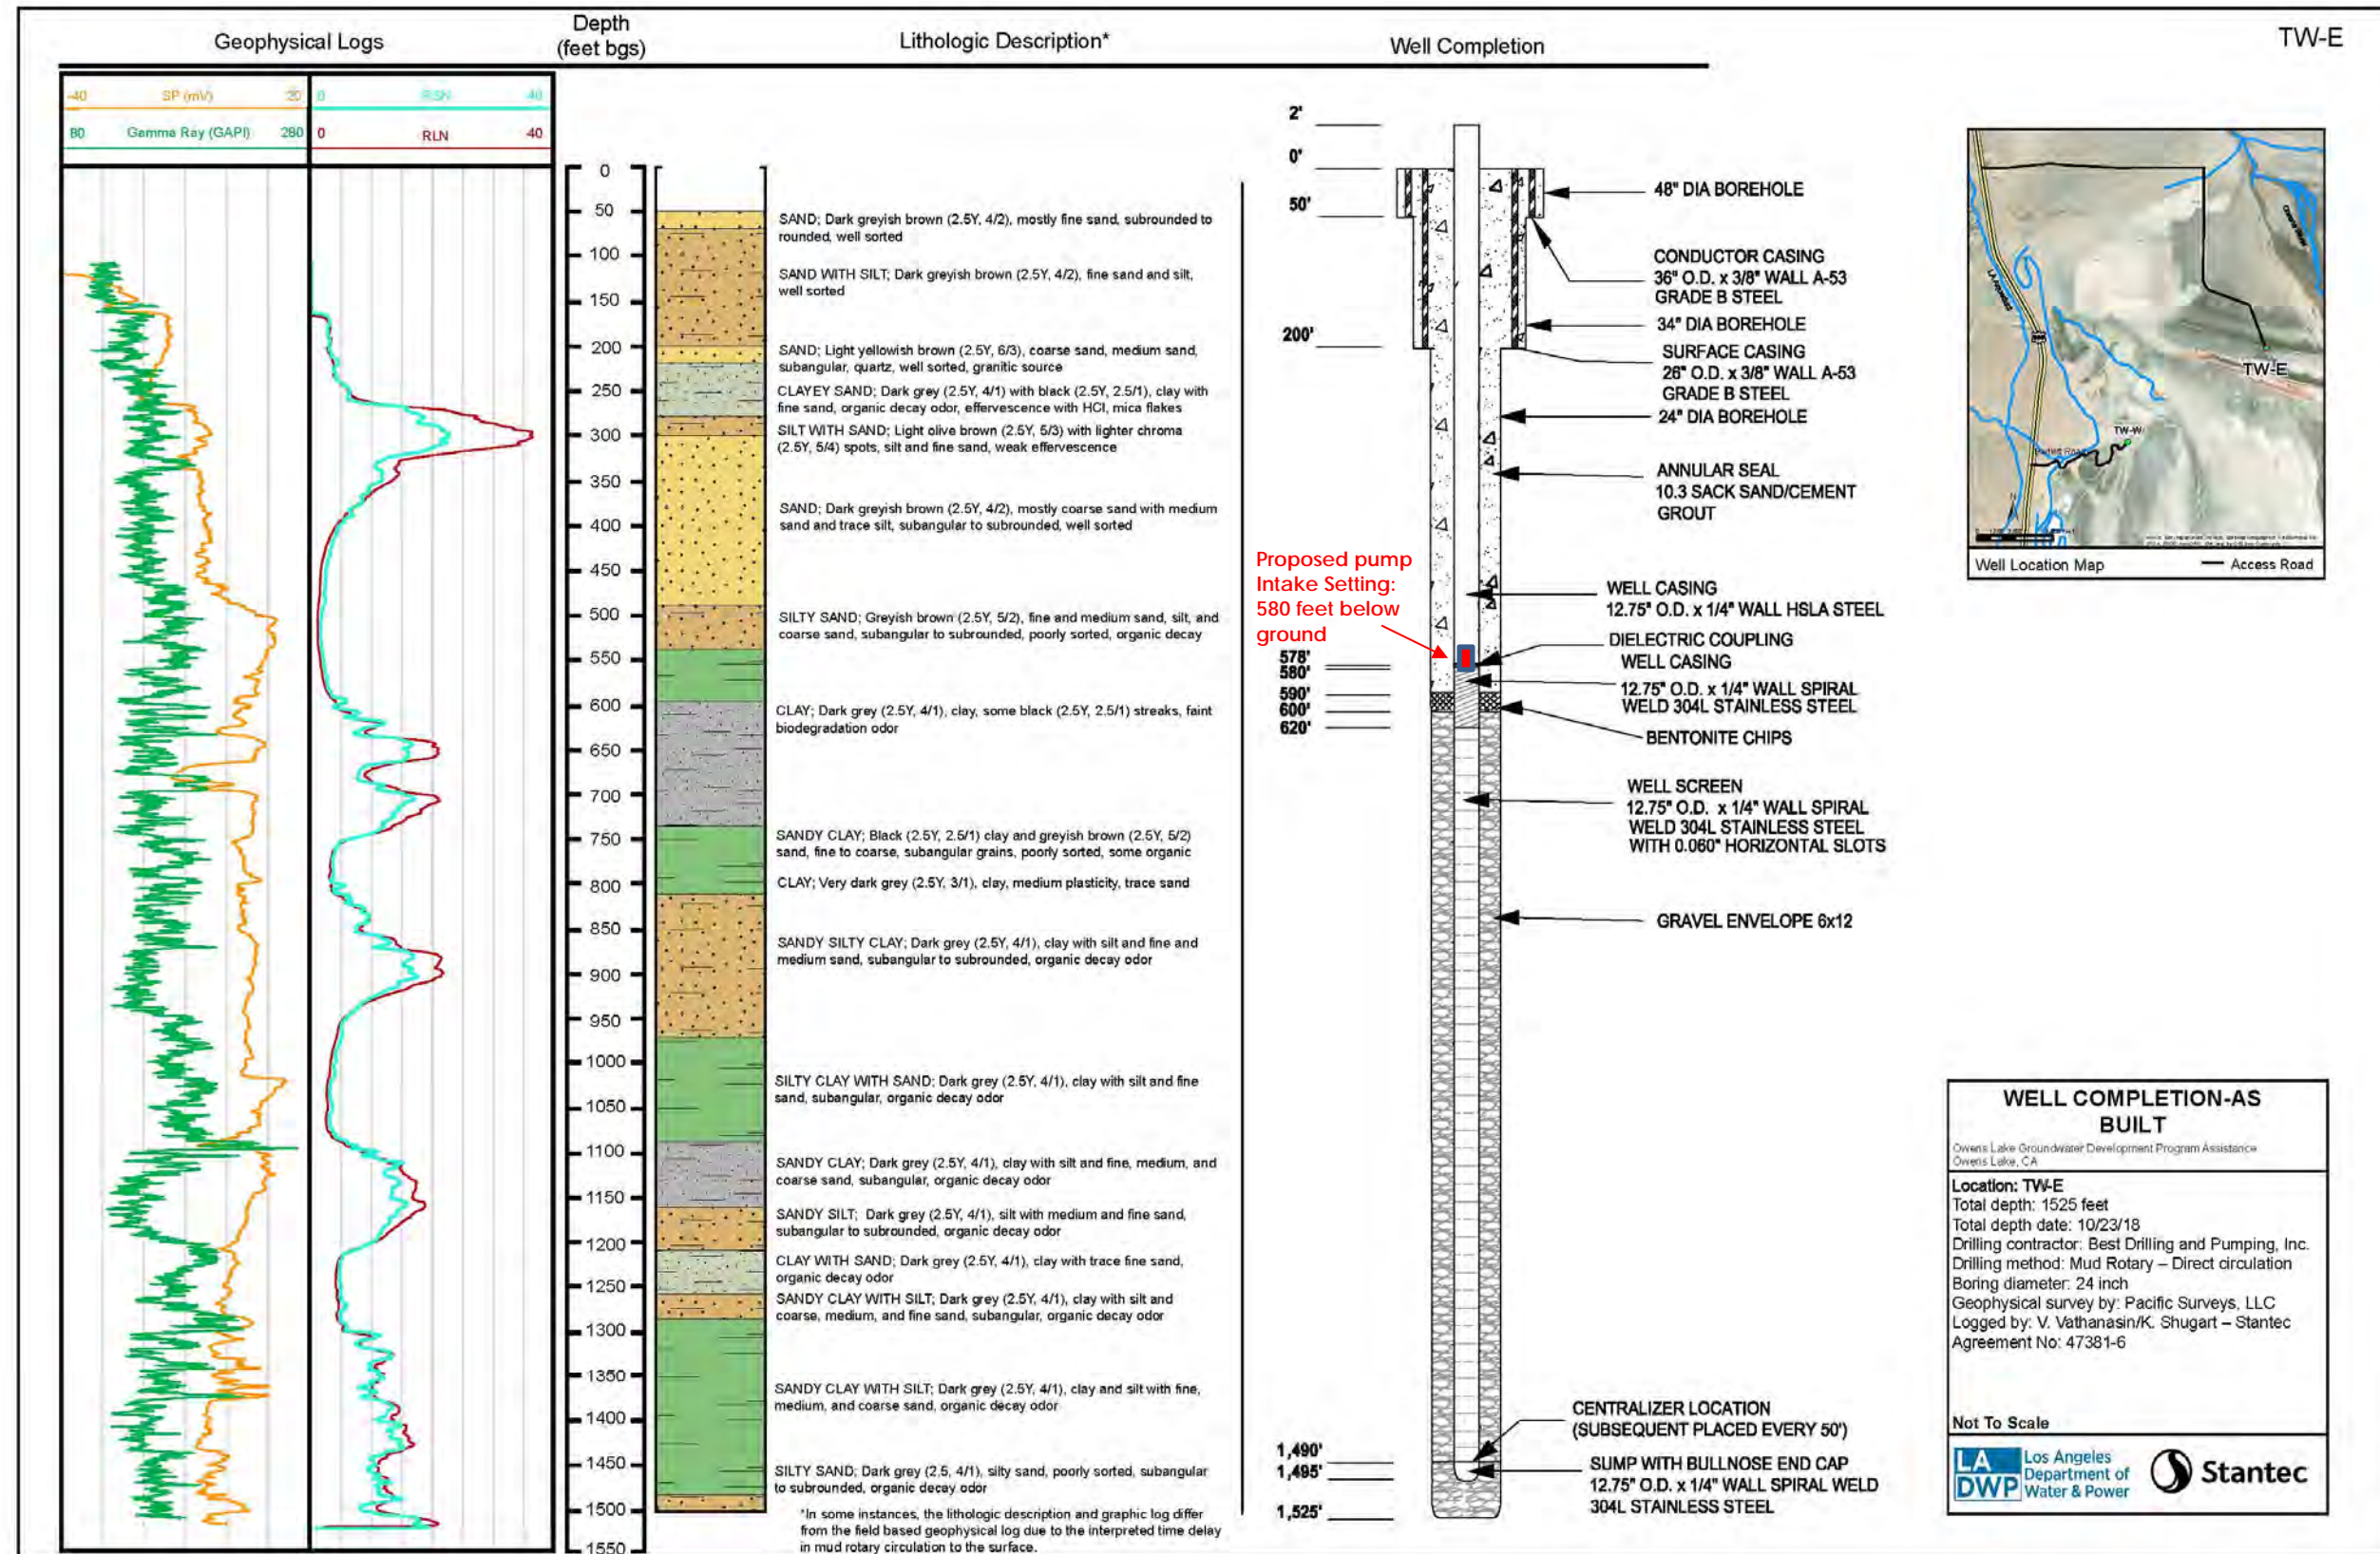 TW-E
Geophysical Logs
Depth
(feet bgs)
Lithologic Description*
Well Completion
-40 SP (mV) 20
0 RSN 40
80 Gamma Ray (GAPI) 280
0 RLN 40
0
50
100
150
200
250
300
350
400
450
500
550
600
650
700
750
800
850
900
950
1000
1050
1100
1150
1200
1250
1300
1350
1400
1450
1500
1550
SAND; Dark greyish brown (2.5Y, 4/2), mostly fine sand, subrounded to
rounded, well sorted
SAND WITH SILT; Dark greyish brown (2.5Y, 4/2), fine sand and silt,
well sorted
SAND; Light yellowish brown (2.5Y, 6/3), coarse sand, medium sand,
subangular, quartz, well sorted, granitic source
CLAYEY SAND; Dark grey (2.5Y, 4/1) with black (2.5Y, 2.5/1), clay with
fine sand, organic decay odor, effervescence with HCl, mica flakes
SILT WITH SAND; Light olive brown (2.5Y, 5/3) with lighter chroma
(2.5Y, 5/4) spots, silt and fine sand, weak effervescence
SAND; Dark greyish brown (2.5Y, 4/2), mostly coarse sand with medium
sand and trace silt, subangular to subrounded, well sorted
SILTY SAND; Greyish brown (2.5Y, 5/2), fine and medium sand, silt, and
coarse sand, subangular to subrounded, poorly sorted, organic decay
CLAY; Dark grey (2.5Y, 4/1), clay, some black (2.5Y, 2.5/1) streaks, faint
biodegradation odor
SANDY CLAY; Black (2.5Y, 2.5/1) clay and greyish brown (2.5Y, 5/2)
sand, fine to coarse, subangular grains, poorly sorted, some organic
CLAY; Very dark grey (2.5Y, 3/1), clay, medium plasticity, trace sand
SANDY SILTY CLAY; Dark grey (2.5Y, 4/1), clay with silt and fine and
medium sand, subangular to subrounded, organic decay odor
SILTY CLAY WITH SAND; Dark grey (2.5Y, 4/1), clay with silt and fine
sand, subangular, organic decay odor
SANDY CLAY; Dark grey (2.5Y, 4/1), clay with silt and fine, medium, and
coarse sand, subangular, organic decay odor
SANDY SILT; Dark grey (2.5Y, 4/1), silt with medium and fine sand,
subangular to subrounded, organic decay odor
CLAY WITH SAND; Dark grey (2.5Y, 4/1), clay with trace fine sand,
organic decay odor
SANDY CLAY WITH SILT; Dark grey (2.5Y, 4/1), clay with silt and
coarse, medium, and fine sand, subangular, organic decay odor
SANDY CLAY WITH SILT; Dark grey (2.5Y, 4/1), clay and silt with fine,
medium, and coarse sand, organic decay odor
SILTY SAND; Dark grey (2.5, 4/1), silty sand, poorly sorted, subangular
to subrounded, organic decay odor
*In some instances, the lithologic description and graphic log differ
from the field based geophysical log due to the interpreted time delay
in mud rotary circulation to the surface.
2'
0'
50'
200'
Proposed pump
Intake Setting:
580 feet below
ground
578'
580'
590'
600'
620'
1,490'
1,495'
1,525'
48" DIA BOREHOLE
CONDUCTOR CASING
36" O.D. x 3/8" WALL A-53
GRADE B STEEL
34" DIA BOREHOLE
SURFACE CASING
26" O.D. x 3/8" WALL A-53
GRADE B STEEL
24" DIA BOREHOLE
ANNULAR SEAL
10.3 SACK SAND/CEMENT
GROUT
WELL CASING
12.75" O.D. x 1/4" WALL HSLA STEEL
DIELECTRIC COUPLING
WELL CASING
12.75" O.D. x 1/4" WALL SPIRAL
WELD 304L STAINLESS STEEL
BENTONITE CHIPS
WELL SCREEN
12.75" O.D. x 1/4" WALL SPIRAL
WELD 304L STAINLESS STEEL
WITH 0.060" HORIZONTAL SLOTS
GRAVEL ENVELOPE 6x12
CENTRALIZER LOCATION
(SUBSEQUENT PLACED EVERY 50')
SUMP WITH BULLNOSE END CAP
12.75" O.D. x 1/4" WALL SPIRAL WELD
304L STAINLESS STEEL
TW-E
TW-W
Well Location Map
Access Road
WELL COMPLETION-AS
BUILT
Owens Lake Groundwater Development Program Assistance
Owens Lake, CA
Location: TW-E
Total depth: 1525 feet
Total depth date: 10/23/18
Drilling contractor: Best Drilling and Pumping, Inc.
Drilling method: Mud Rotary – Direct circulation
Boring diameter: 24 inch
Geophysical survey by: Pacific Surveys, LLC
Logged by: V. Vathanasin/K. Shugart – Stantec
Agreement No: 47381-6
Not To Scale
LA
DWP
Los Angeles
Department of
Water & Power
Stantec